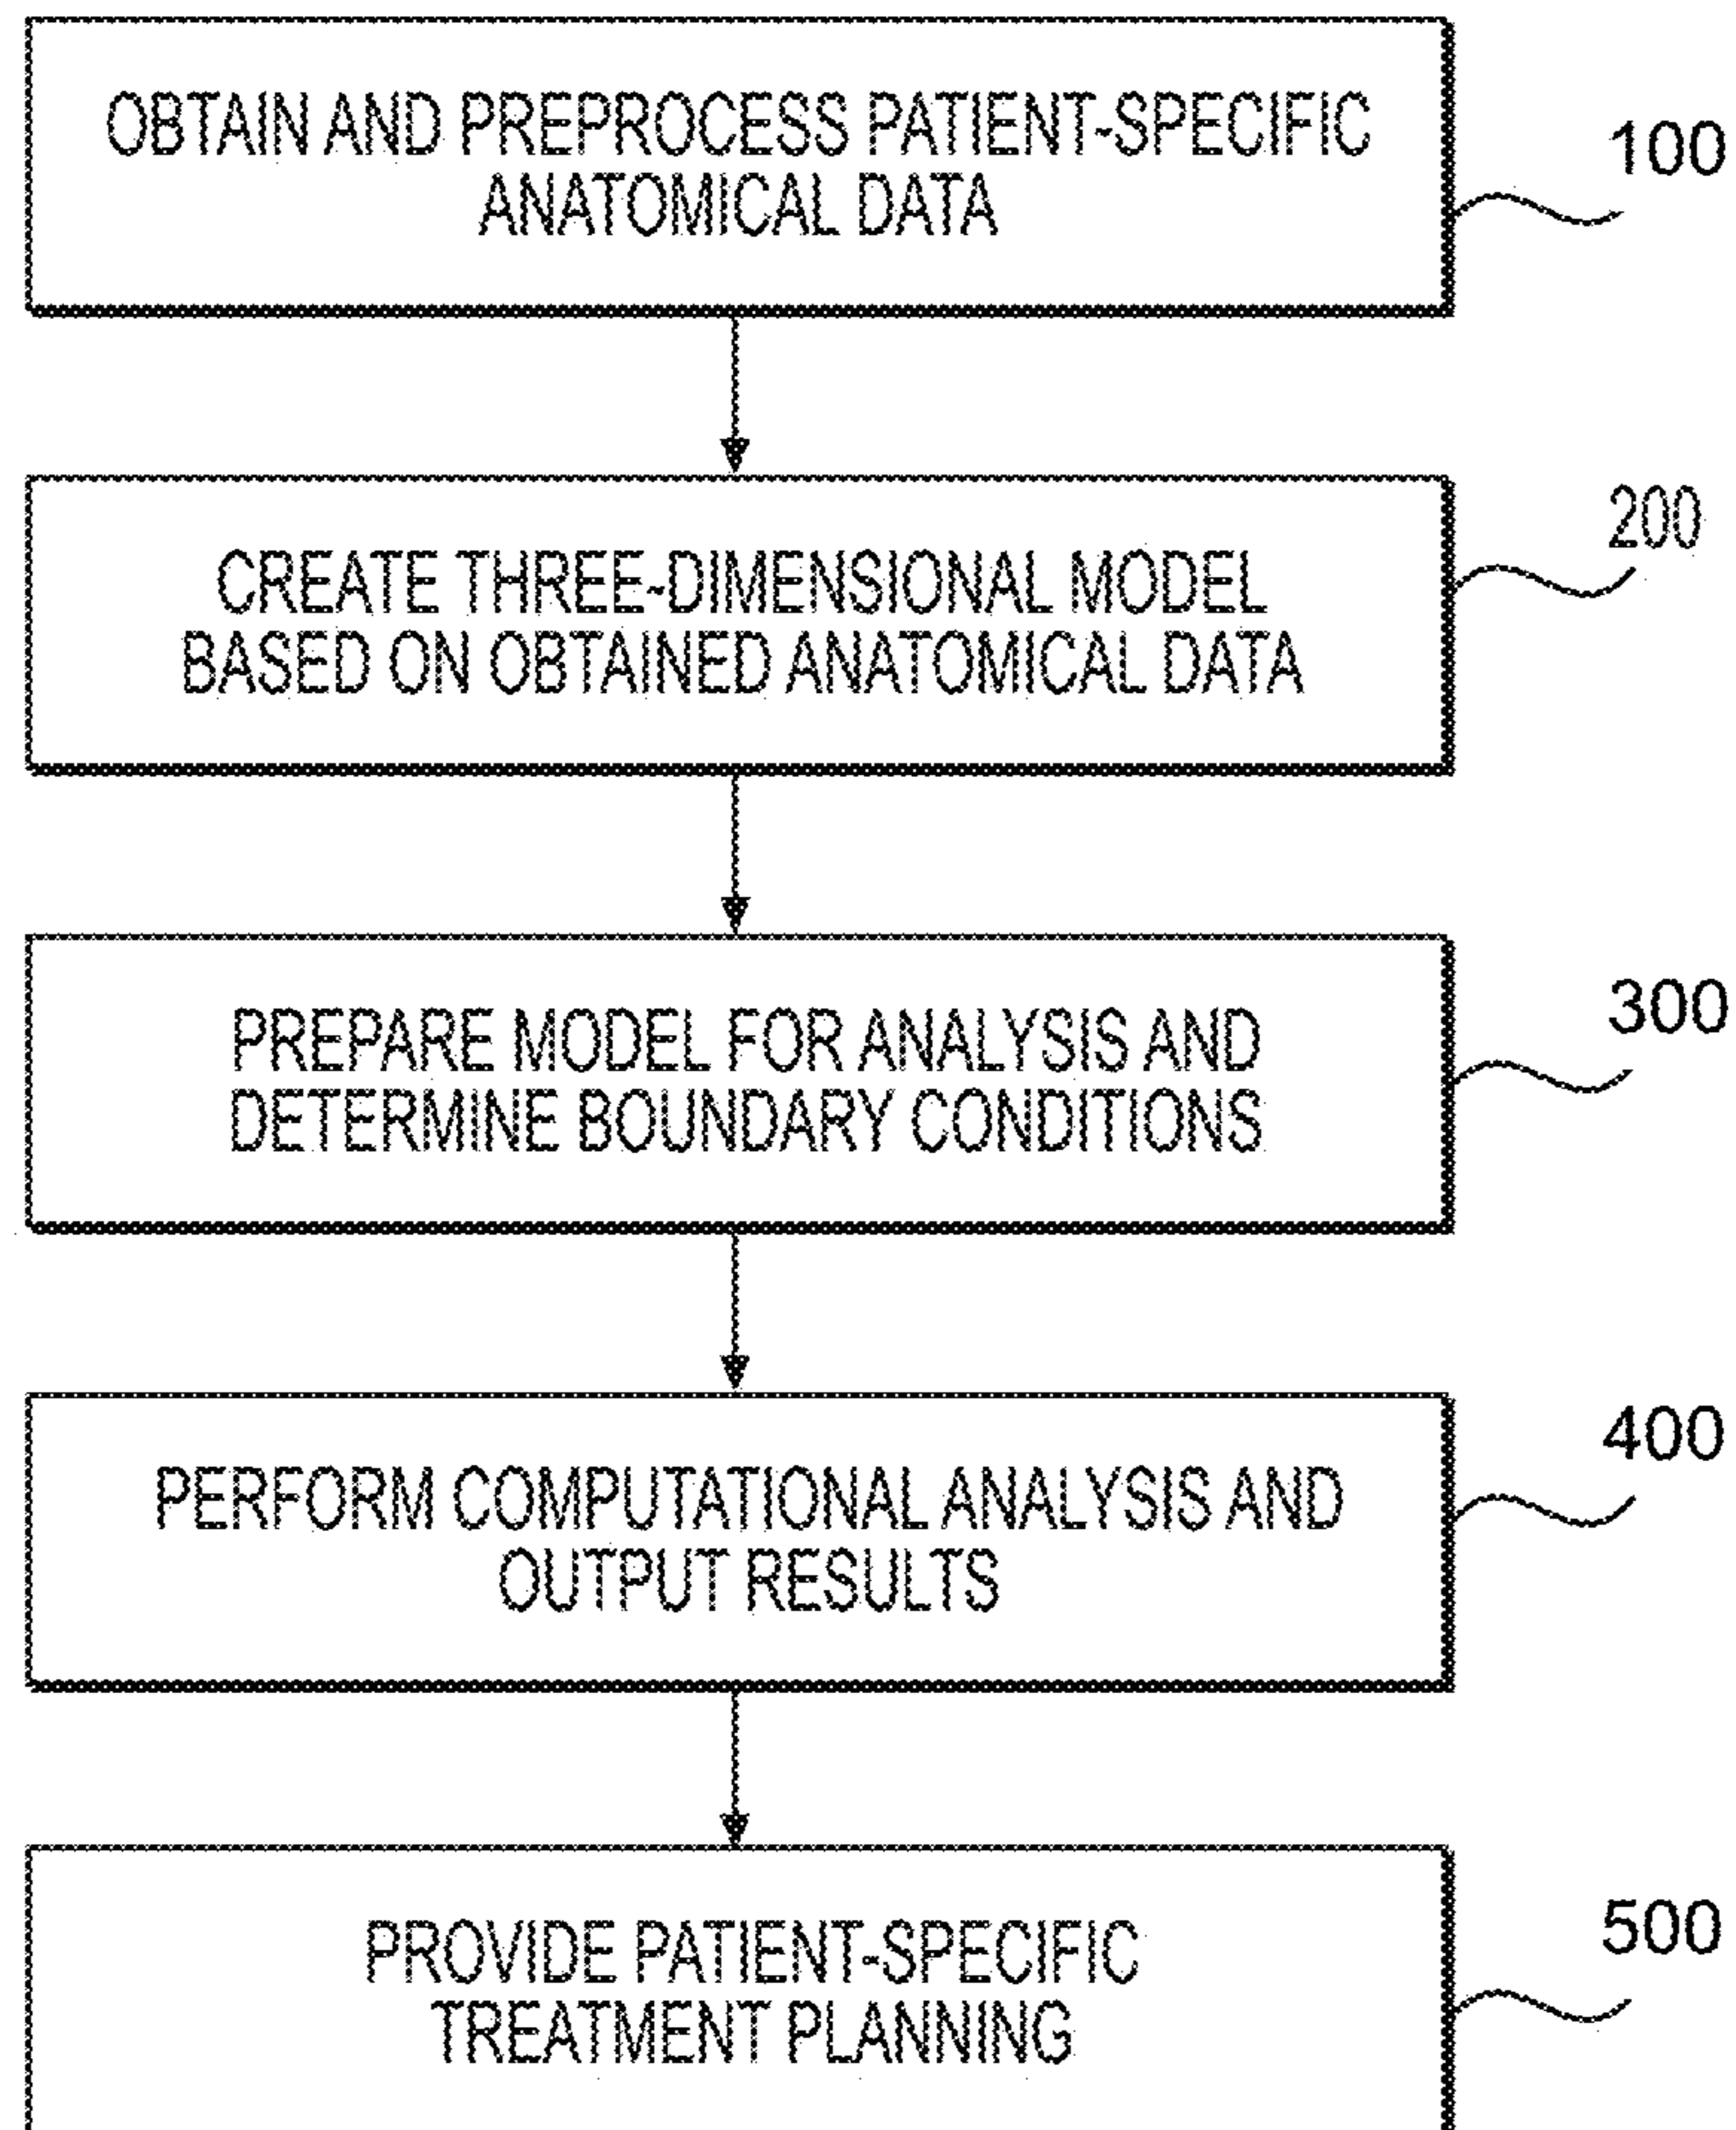 OBTAIN AND PREPROCESS PATIENT-SPECIFIC
ANATOMICAL DATA
100
CREATE THREE-DIMENSIONAL MODEL
BASED ON OBTAINED ANATOMICAL DATA
200
PREPARE MODEL FOR ANALYSIS AND
DETERMINE BOUNDARY CONDITIONS
300
PERFORM COMPUTATIONAL ANALYSIS AND
OUTPUT RESULTS
400
PROVIDE PATIENT-SPECIFIC
TREATMENT PLANNING
500